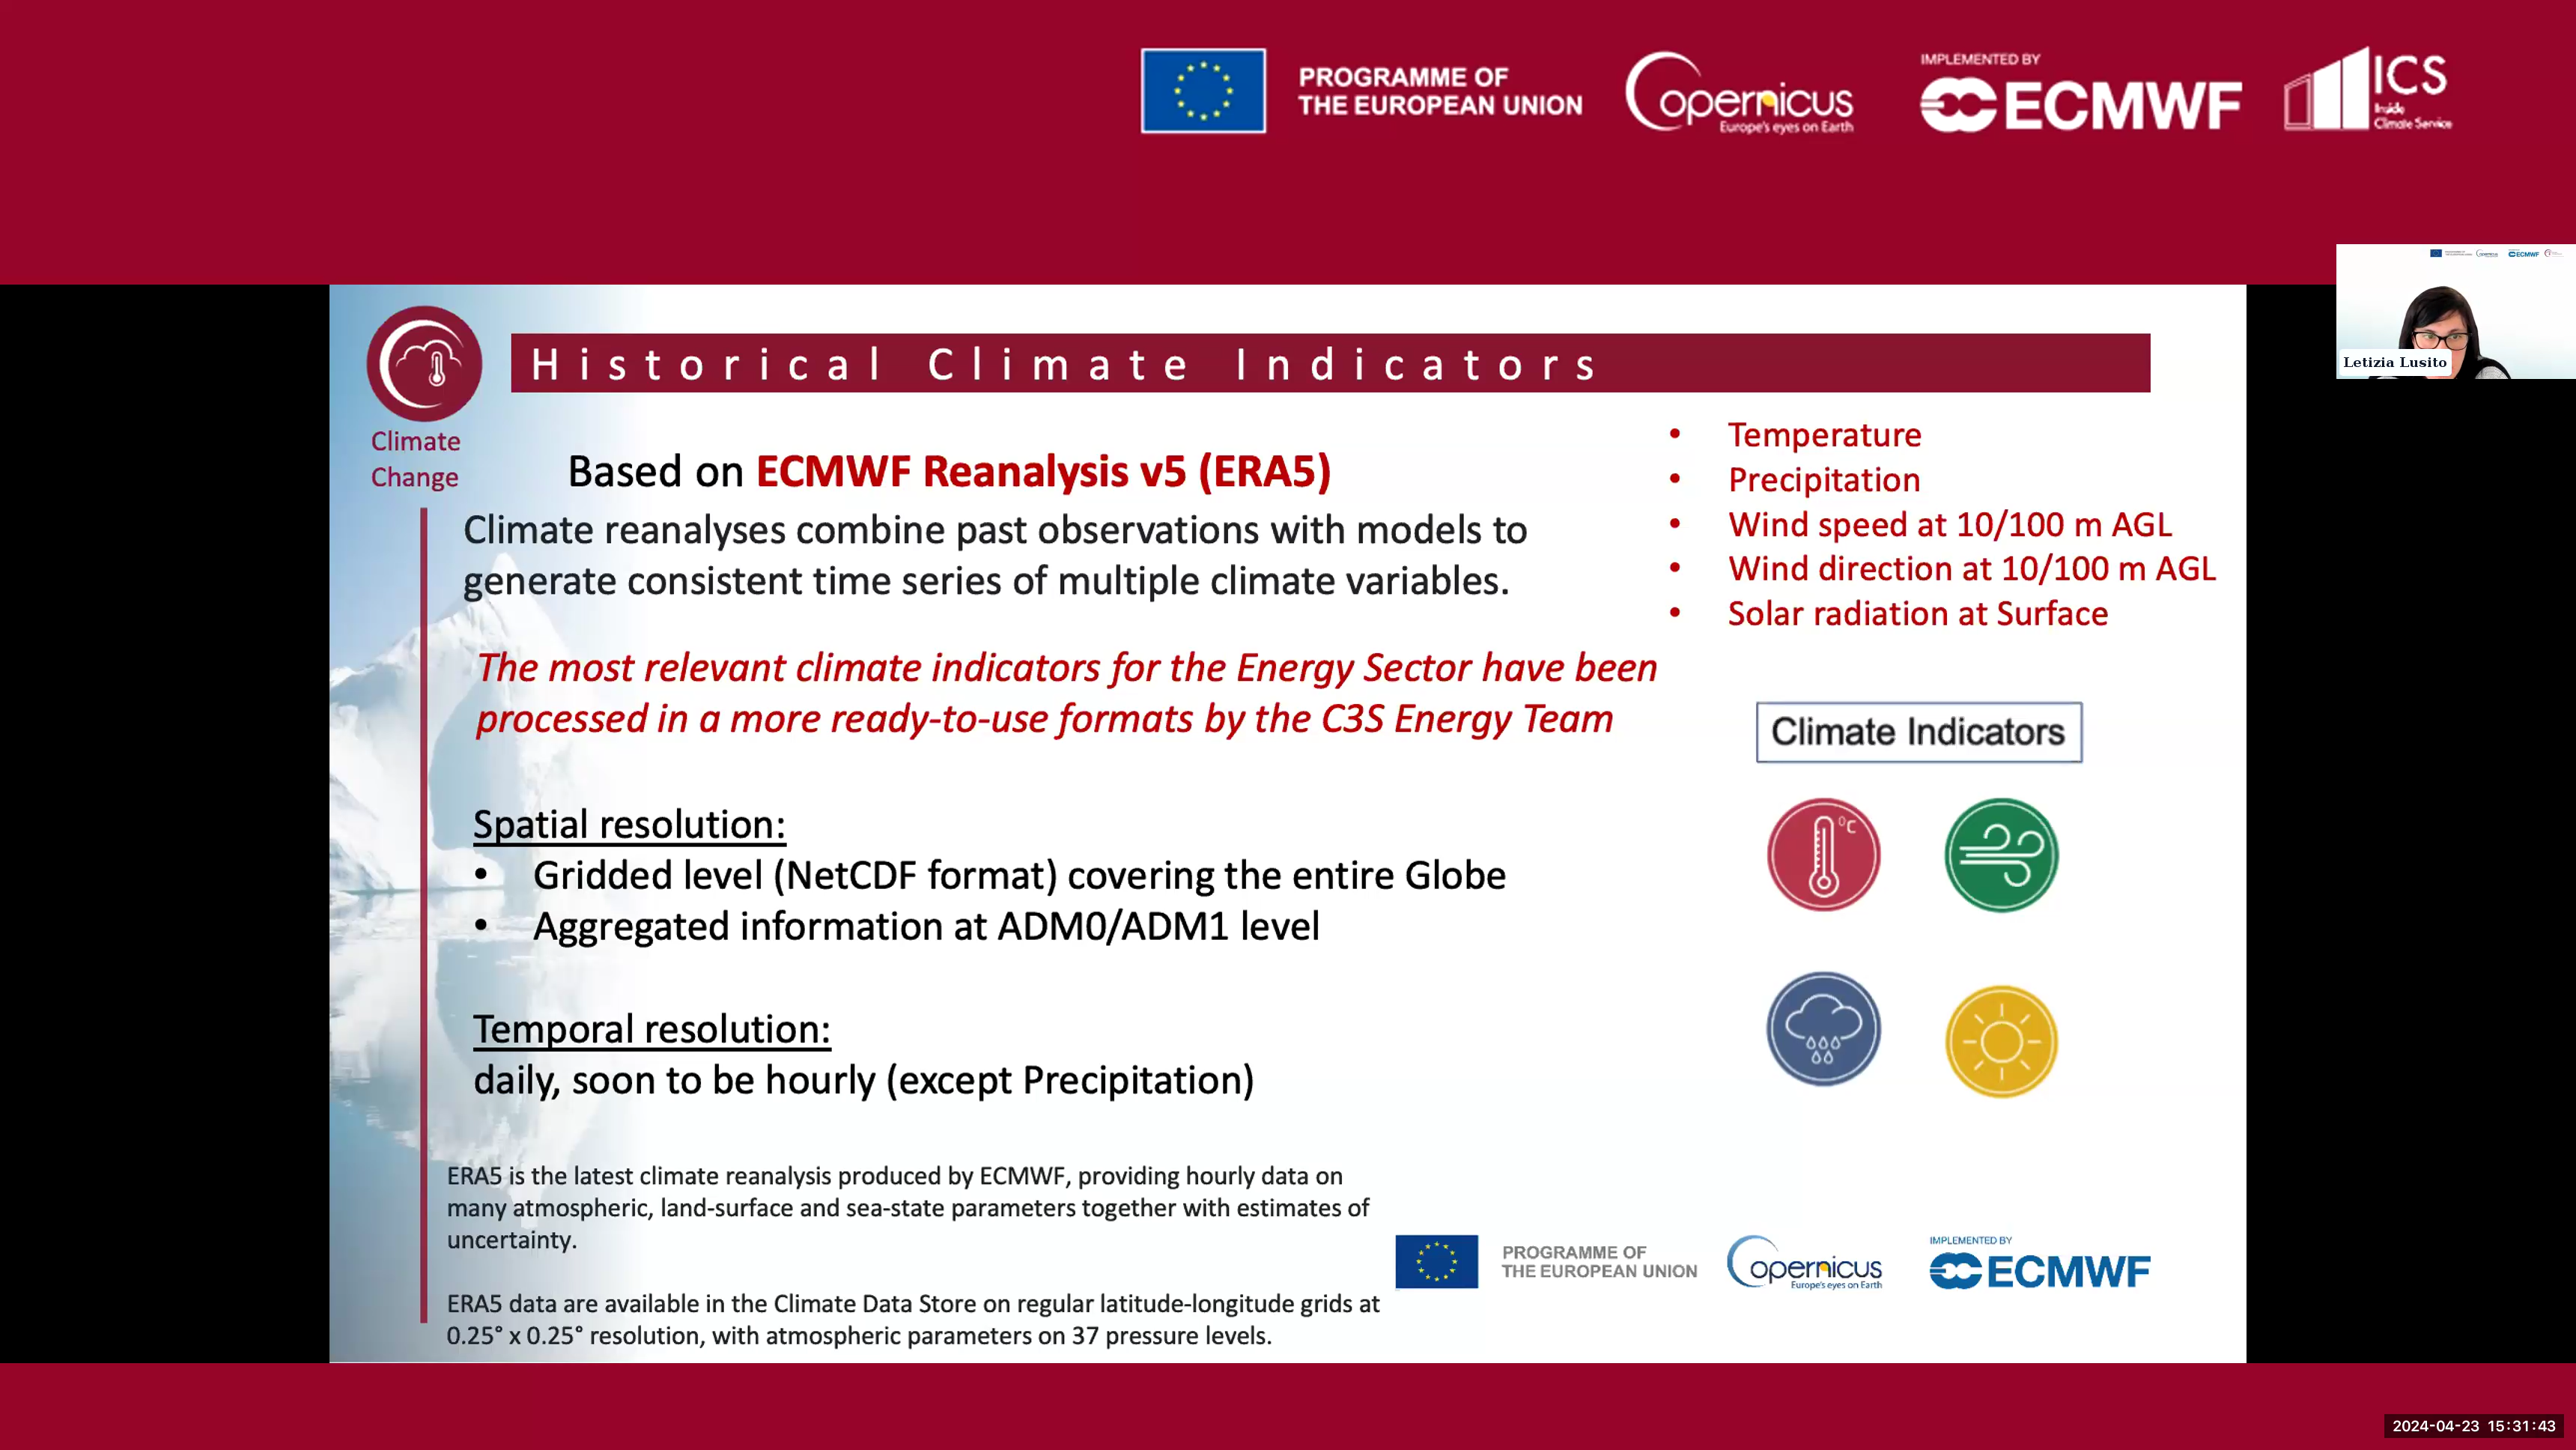 PROGRAMME OF
THE EUROPEAN UNION
Copernicus
Europe's eyes on Earth
IMPLEMENTED BY
ECMWF
ICS
Inside
Climate Service
ECMWF
Letizia Lusito
Climate
Change
Historical Climate Indicators
Based on ECMWF Reanalysis v5 (ERA5)
Climate reanalyses combine past observations with models to
generate consistent time series of multiple climate variables.
• Temperature
• Precipitation
• Wind speed at 10/100 m AGL
• Wind direction at 10/100 m AGL
• Solar radiation at Surface
The most relevant climate indicators for the Energy Sector have been
processed in a more ready-to-use formats by the C3S Energy Team
Climate Indicators
°C
Spatial resolution:
• Gridded level (NetCDF format) covering the entire Globe
• Aggregated information at ADM0/ADM1 level
Temporal resolution:
daily, soon to be hourly (except Precipitation)
ERA5 is the latest climate reanalysis produced by ECMWF, providing hourly data on
many atmospheric, land-surface and sea-state parameters together with estimates of
uncertainty.
ERA5 data are available in the Climate Data Store on regular latitude-longitude grids at
0.25° x 0.25° resolution, with atmospheric parameters on 37 pressure levels.
PROGRAMME OF
THE EUROPEAN UNION
Copernicus
Europe's eyes on Earth
IMPLEMENTED BY
ECMWF
2024-04-23 15:31:43